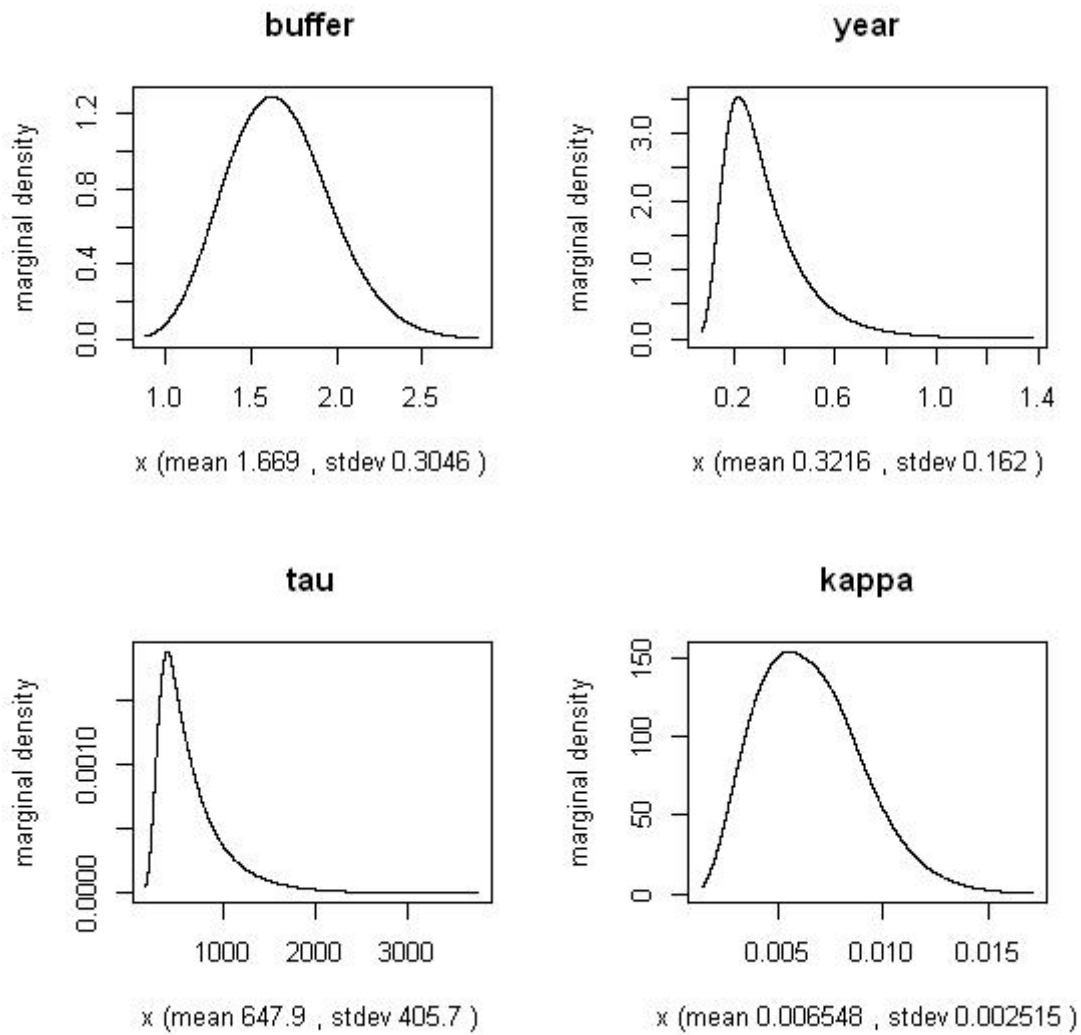 buffer
marginal density
0.0 0.4 0.8 1.2
1.0 1.5 2.0 2.5
x (mean 1.669 , stdev 0.3046 )
year
marginal density
0.0 1.0 2.0 3.0
0.2 0.6 1.0 1.4
x (mean 0.3216 , stdev 0.162 )
tau
marginal density
0.0000 0.0010
1000 2000 3000
x (mean 647.9 , stdev 405.7 )
kappa
marginal density
0 50 100 150
0.005 0.010 0.015
x (mean 0.006548 , stdev 0.002515 )